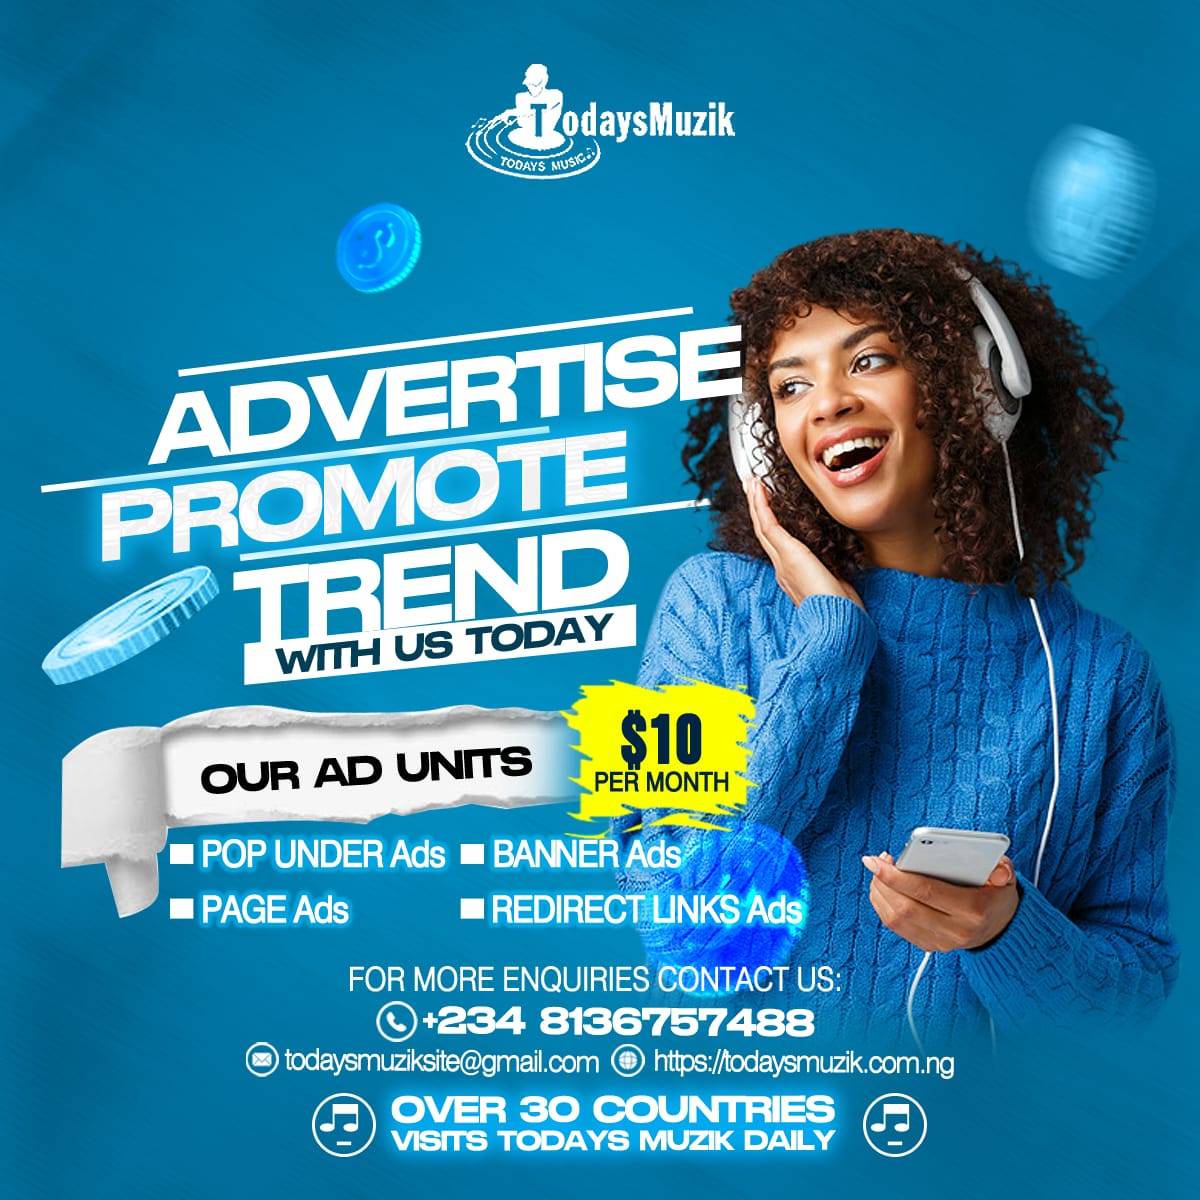 TodaysMuzik
TODAYS MUSIC
ADVERTISE
PROMOTE
TREND
WITH US TODAY
OUR AD UNITS
$10
PER MONTH
POP UNDER Ads
BANNER Ads
PAGE Ads
REDIRECT LINKS Ads
FOR MORE ENQUIRIES CONTACT US:
+234 8136757488
todaysmuziksite@gmail.com https://todaysmuzik.com.ng
OVER 30 COUNTRIES
VISITS TODAYS MUZIK DAILY